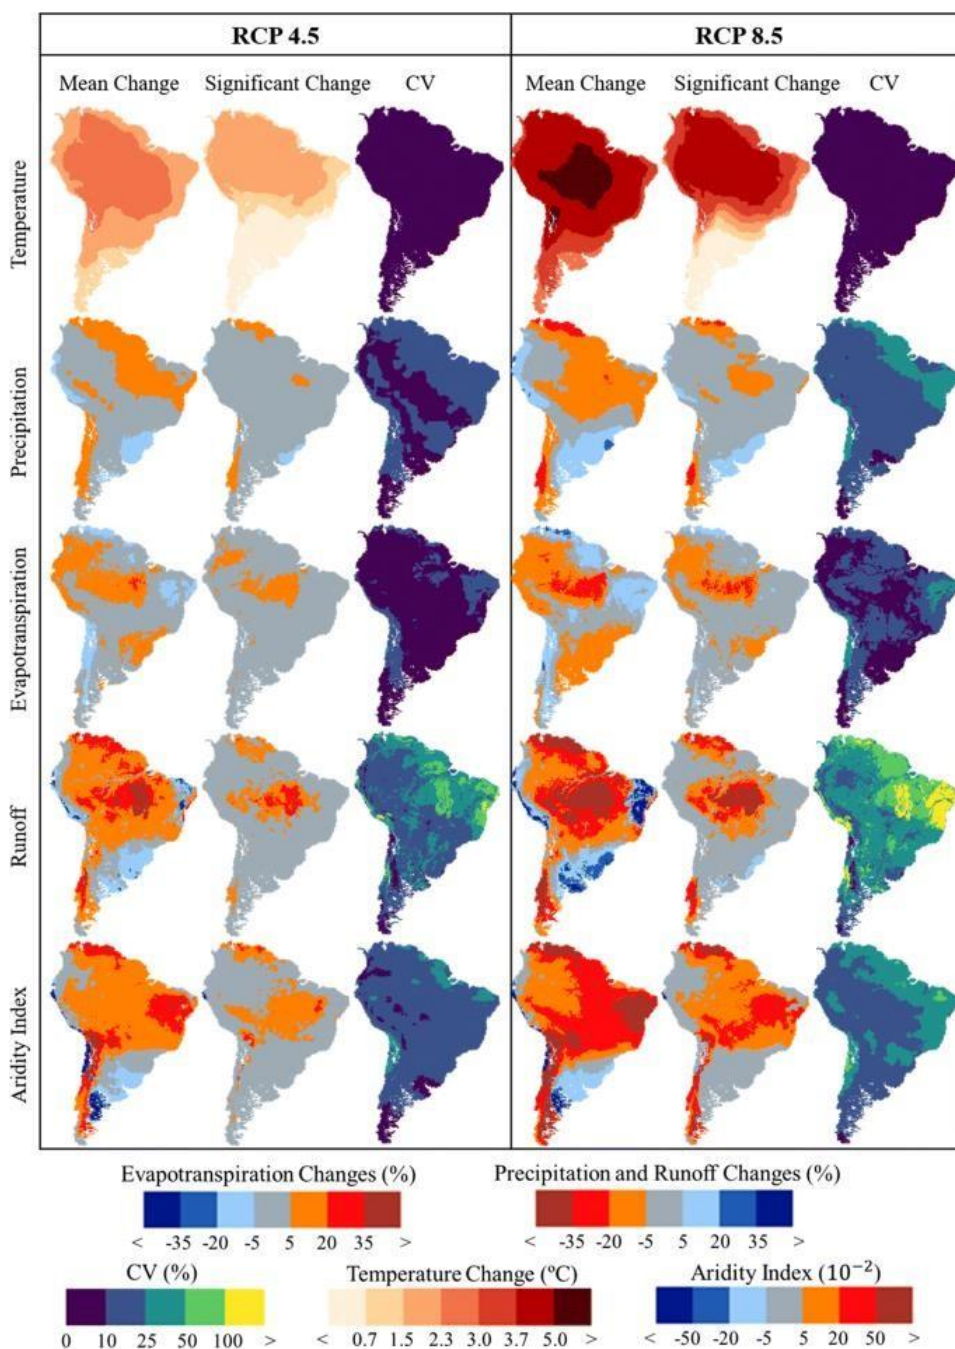 RCP 4.5 RCP 8.5
Mean Change Significant Change CV Mean Change Significant Change CV
Temperature
Precipitation
Evapotranspiration
Runoff
Aridity Index
Evapotranspiration Changes (%) Precipitation and Runoff Changes (%)
< -35 -20 -5 5 20 35 > < -35 -20 -5 5 20 35 >
CV (%) Temperature Change (ºC) Aridity Index (10⁻²)
0 10 25 50 100 > < 0.7 1.5 2.3 3.0 3.7 5.0 > < -50 -20 -5 5 20 50 >